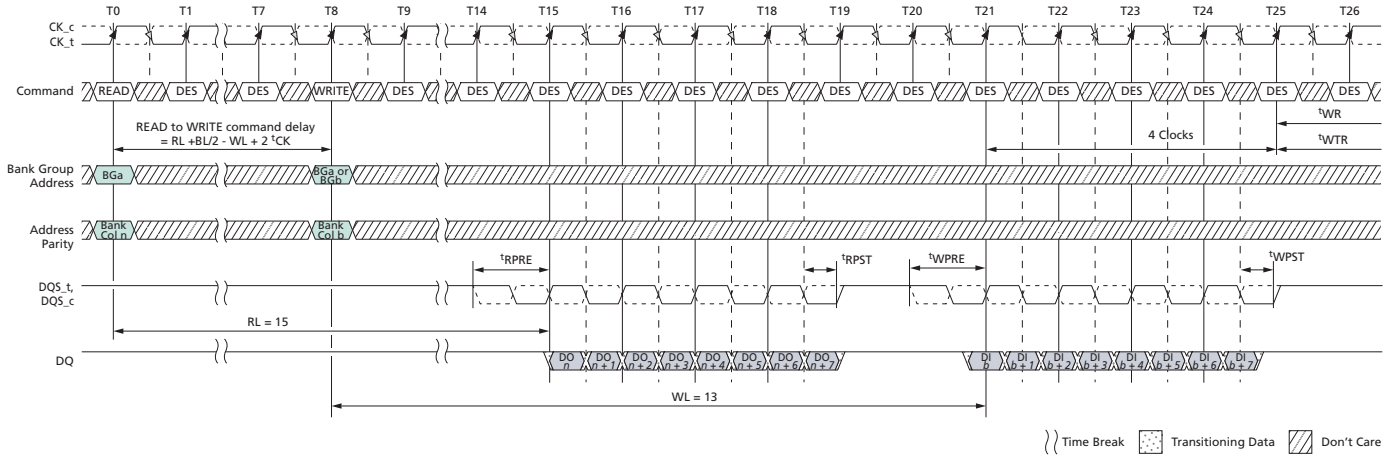 T0 T1 T7 T8 T9 T14 T15 T16 T17 T18 T19 T20 T21 T22 T23 T24 T25 T26
CK_c
CK_t
Command READ DES DES WRITE DES DES DES DES DES DES DES DES DES DES DES DES DES DES
tWR
READ to WRITE command delay
= RL +BL/2 - WL + 2 tCK
4 Clocks
tWTR
Bank Group
Address
BGa
BGa or
BGb
Address
Parity
Bank
Col n
Bank
Col b
tRPRE tRPST tWPRE tWPST
DQS_t,
DQS_c
RL = 15
DQ
DO
n
DO
n + 1
DO
n + 2
DO
n + 3
DO
n + 4
DO
n + 5
DO
n + 6
DO
n + 7
DI
b
DI
b + 1
DI
b + 2
DI
b + 3
DI
b + 4
DI
b + 5
DI
b + 6
DI
b + 7
WL = 13
Time Break Transitioning Data Don't Care